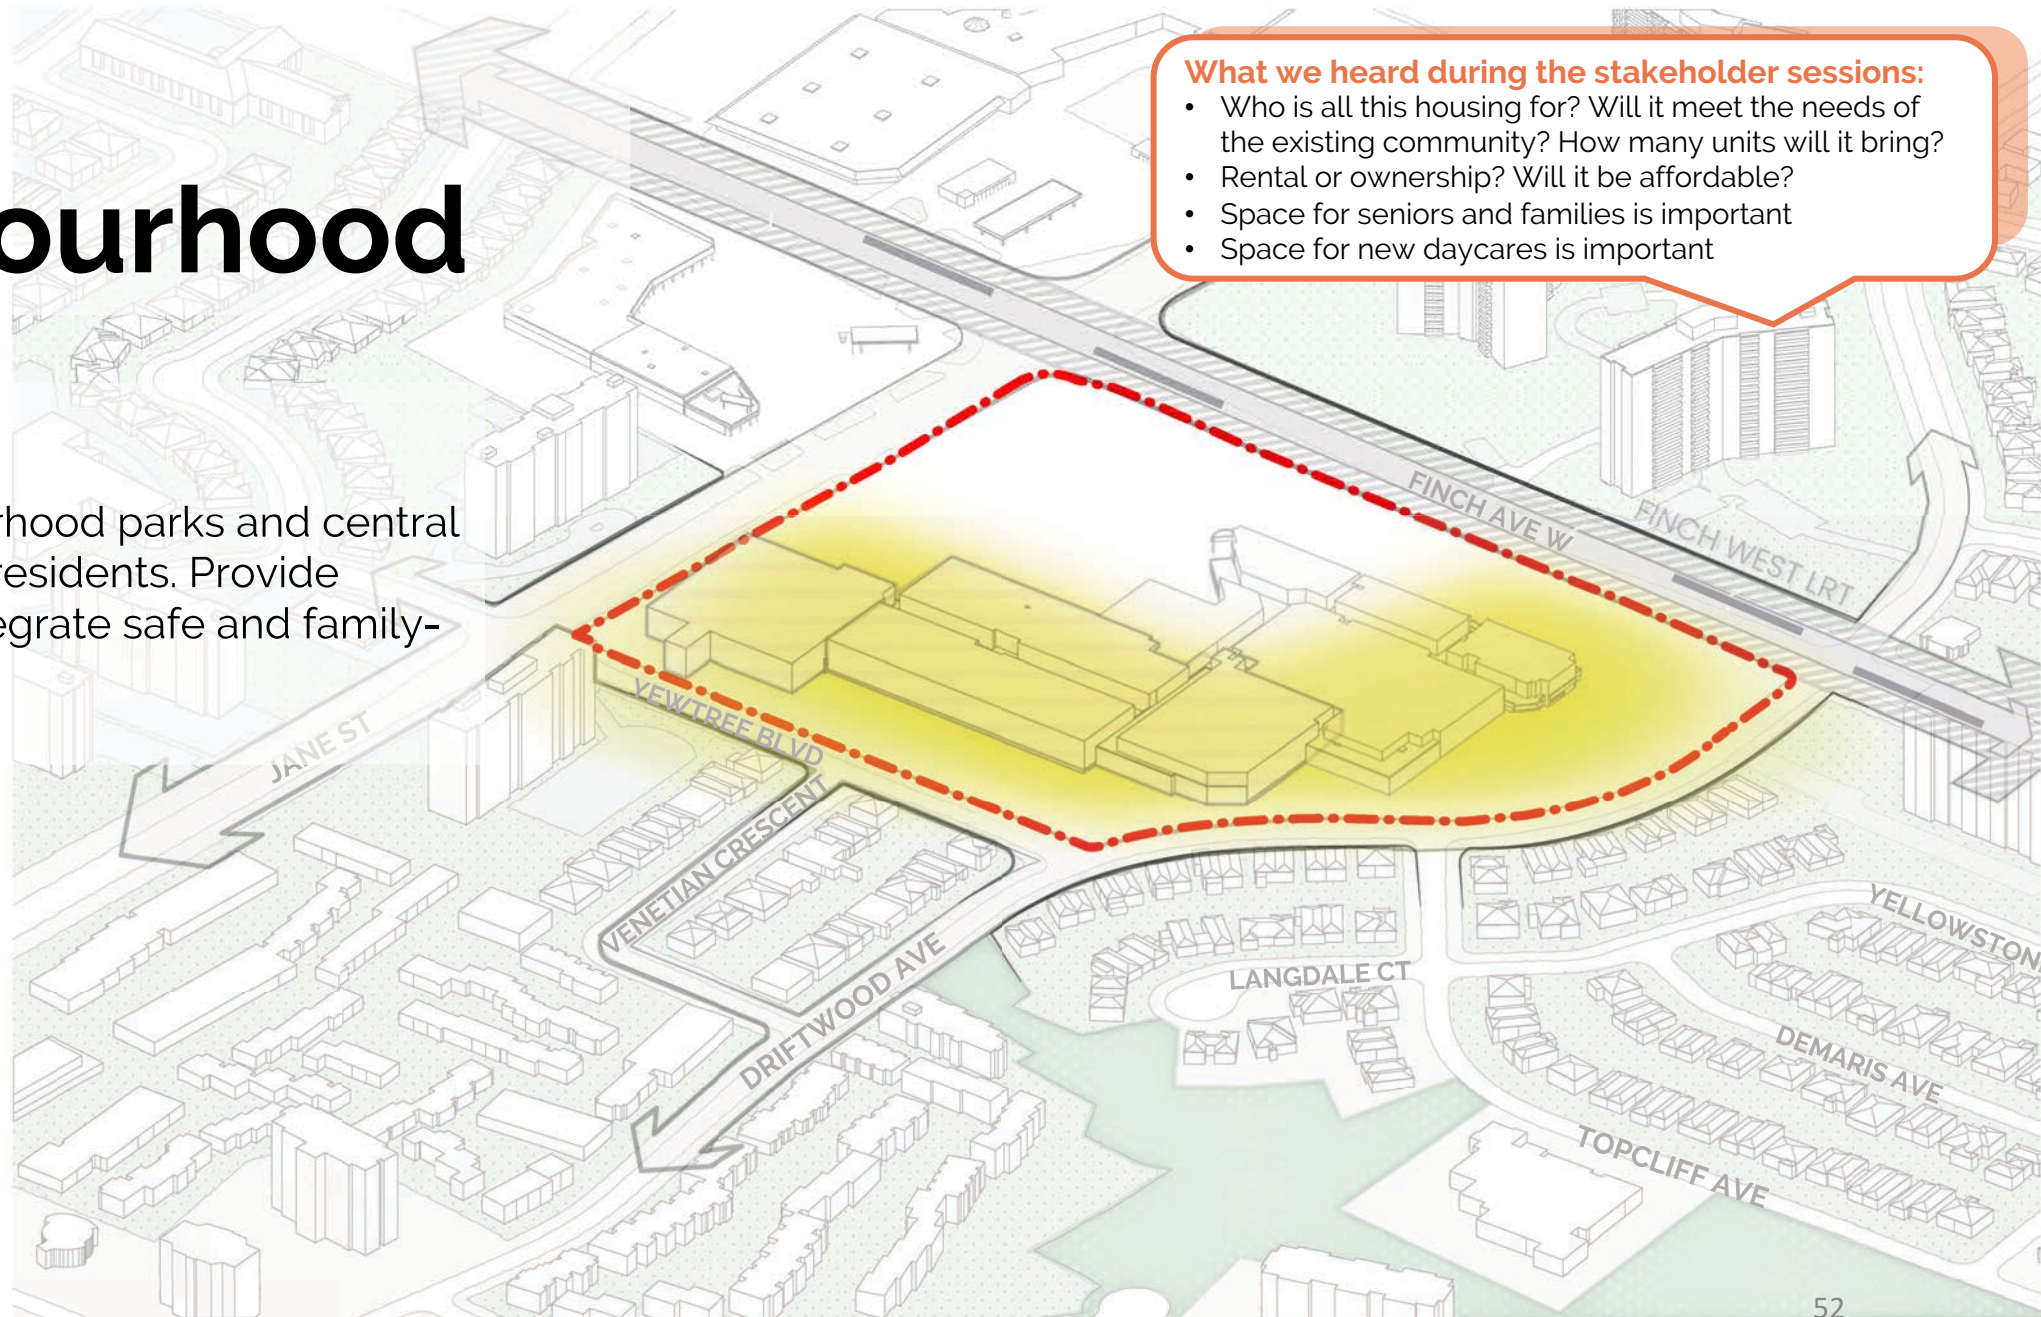 What we heard during the stakeholder sessions:
• Who is all this housing for? Will it meet the needs of
the existing community? How many units will it bring?
• Rental or ownership? Will it be affordable?
• Space for seniors and families is important
• Space for new daycares is important
ourhood
rhood parks and central
residents. Provide
egrate safe and family-
FINCH AVE W
FINCH WEST LRT
JANE ST
YEWTREE BLVD
VENETIAN CRESCENT
DRIFTWOOD AVE
LANGDALE CT
YELLOWSTON
DEMARIS AVE
TOPCLIFF AVE
52